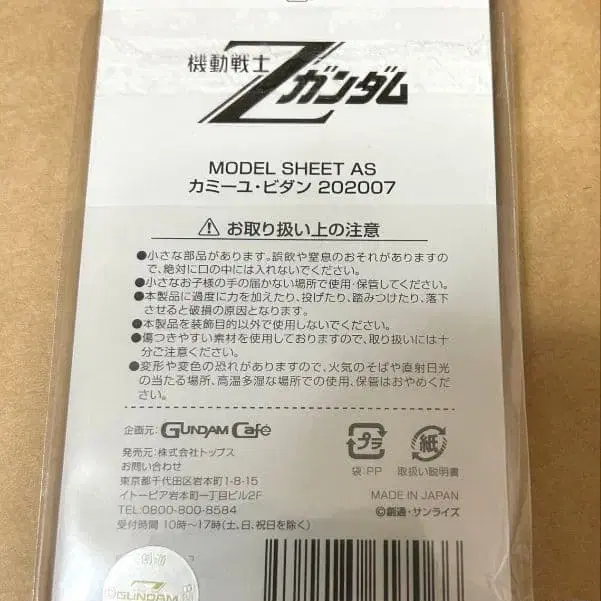 機動戦士
Zガンダム
MODEL SHEET AS
カミーユ・ビダン 202007
お取り扱い上の注意
●小さな部品があります。誤飲や窒息のおそれがありますの
で、絶対に口の中には入れないでください。
●小さなお子様の手の届かない場所で使用・保管してください。
●本製品に過度に力を加えたり、投げたり、踏みつけたり、落下
させると破損の原因となります。
●本製品を装飾目的以外で使用しないでください。
●傷つきやすい素材を使用しておりますので、取り扱いには十
分ご注意ください。
●変形や変色の恐れがありますので、火気のそばや直射日光
の当たる場所、高温多湿な場所での使用、保管はおやめくだ
さい。
企画元：GUNDAM Café
発売元：株式会社トップス
お問い合わせ
東京都千代田区岩本町1-8-15
イトーピア岩本町一丁目ビル2F
TEL:0800-800-8584
受付時間 10時〜17時(土、日、祝日を除く)
プラ
袋:PP
紙
取扱い説明書
MADE IN JAPAN
©創通・サンライズ
Z
GUNDAM